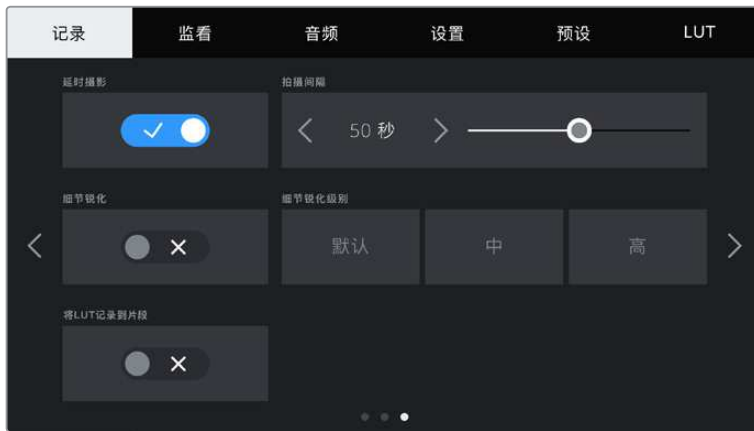 记录 监看 音频 设置 预设 LUT
延时摄影 拍摄间隔
50 秒
细节锐化 细节锐化级别
默认 中 高
将LUT记录到片段